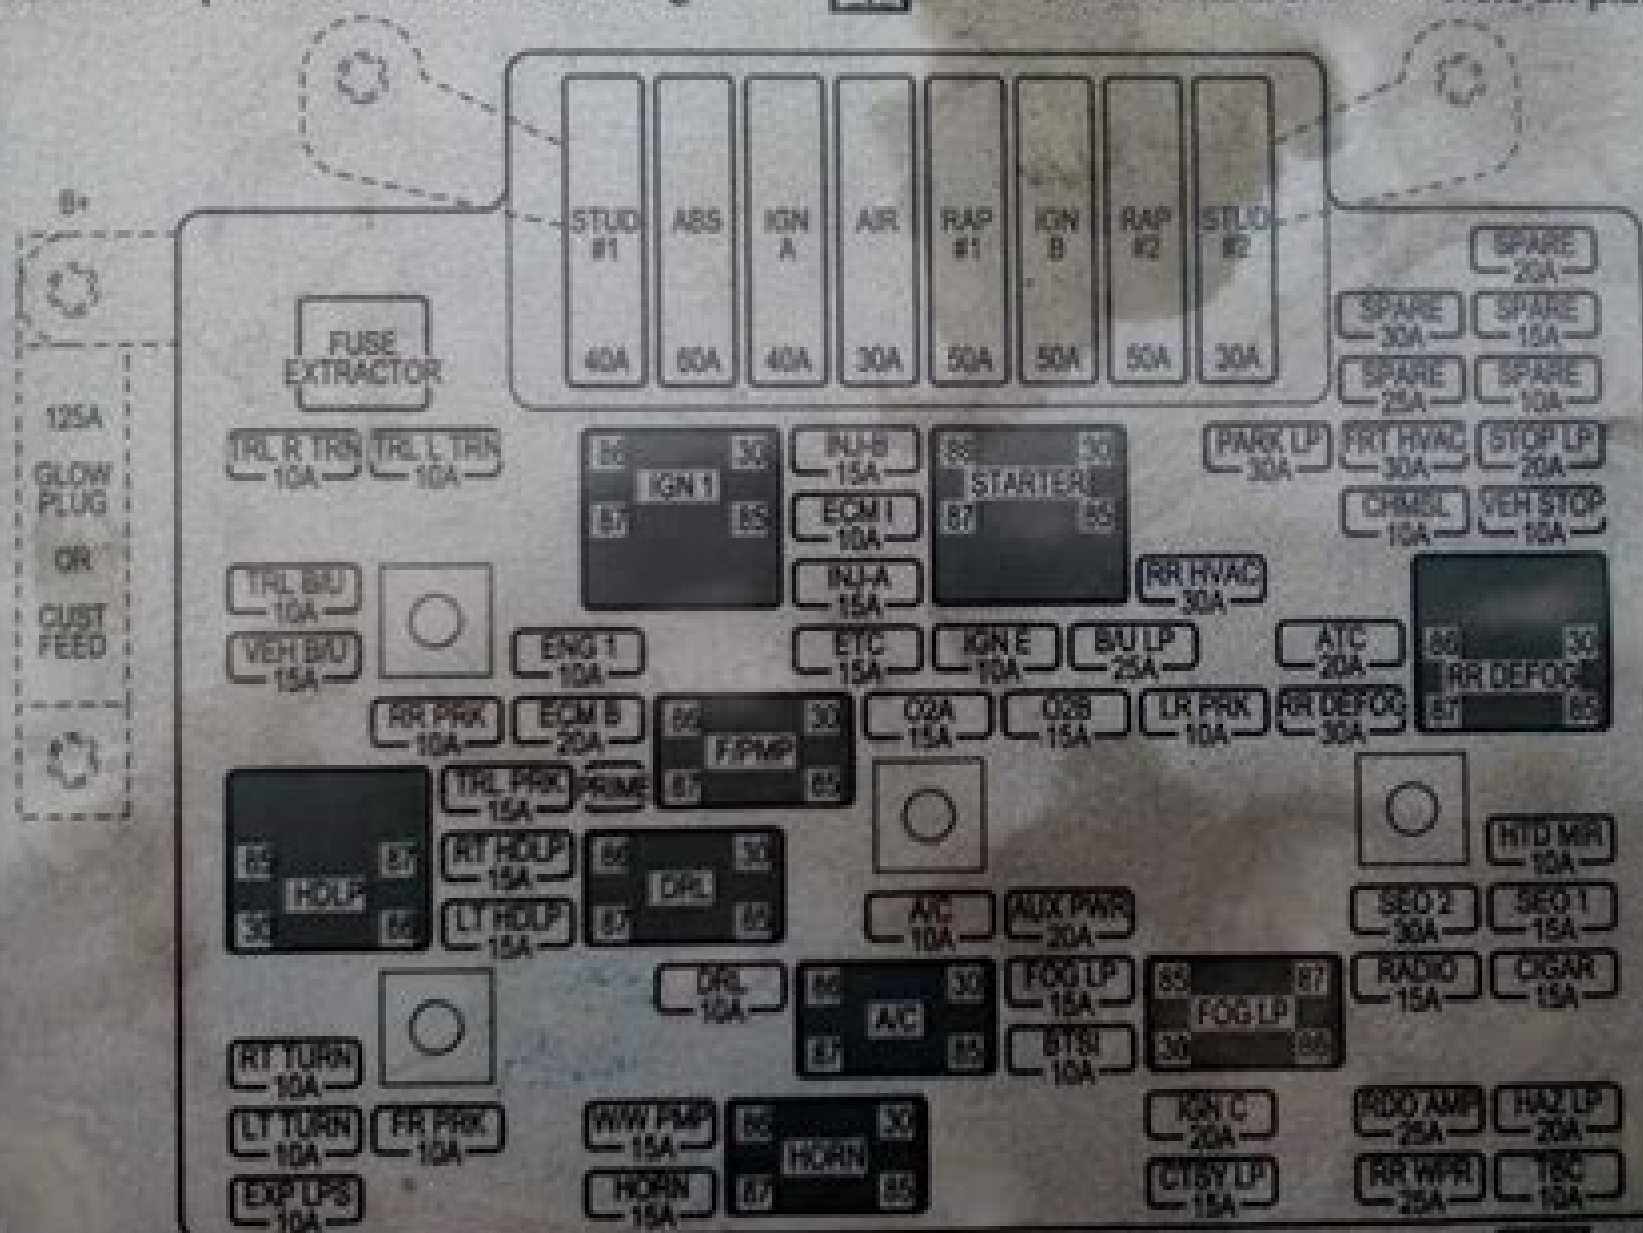 B+
STUD #1 40A
ABS 60A
IGN A 40A
AIR 30A
RAP #1 50A
IGN B 50A
RAP #2 50A
STUD #2 30A
SPARE 20A
SPARE 30A
SPARE 15A
SPARE 25A
SPARE 10A
FUSE EXTRACTOR
125A
GLOW PLUG
OR
CUST FEED
TRL R TRN 10A
TRL L TRN 10A
86 30
IGN 1
87 85
INJ-B 15A
ECM I 10A
INJ-A 15A
86 30
STARTER
87 85
PARK LP 30A
FRT HVAC 30A
STOP LP 20A
CHMSL 10A
VEH STOP 10A
TRL B/U 10A
VEH B/U 15A
ENG 1 10A
ETC 15A
IGN E 10A
B/U LP 25A
RR HVAC 30A
ATC 20A
86 30
RR DEFOG
87 85
RR PRK 10A
ECM B 20A
86 30
F/PMP
87 85
O2A 15A
O2B 15A
LR PRK 10A
RR DEFOG 30A
TRL PRK 15A
PRIME
85 87
HDLP
30 86
RT HDLP 15A
LT HDLP 15A
86 30
DRL
87 85
HTD MIR 10A
A/C 10A
AUX PWR 20A
SEO 2 30A
SEO 1 15A
DRL 10A
86 30
A/C
87 85
FOG LP 15A
BTSI 10A
85 87
FOG LP
30 86
RADIO 15A
CIGAR 15A
RT TURN 10A
LT TURN 10A
FR PRK 10A
EXP LPS 10A
W/W PMP 15A
HORN 15A
86 30
HORN
87 85
IGN C 20A
CTSY LP 15A
RDO AMP 25A
HAZ LP 20A
RR WPR 25A
TBC 10A